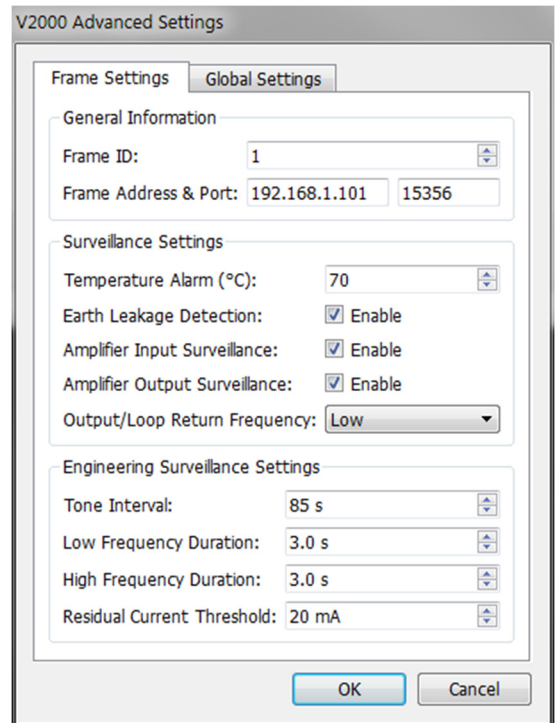 V2000 Advanced Settings
Frame Settings Global Settings
General Information
Frame ID: 1
Frame Address & Port: 192.168.1.101 15356
Surveillance Settings
Temperature Alarm (°C): 70
Earth Leakage Detection: Enable
Amplifier Input Surveillance: Enable
Amplifier Output Surveillance: Enable
Output/Loop Return Frequency: Low
Engineering Surveillance Settings
Tone Interval: 85 s
Low Frequency Duration: 3.0 s
High Frequency Duration: 3.0 s
Residual Current Threshold: 20 mA
OK Cancel